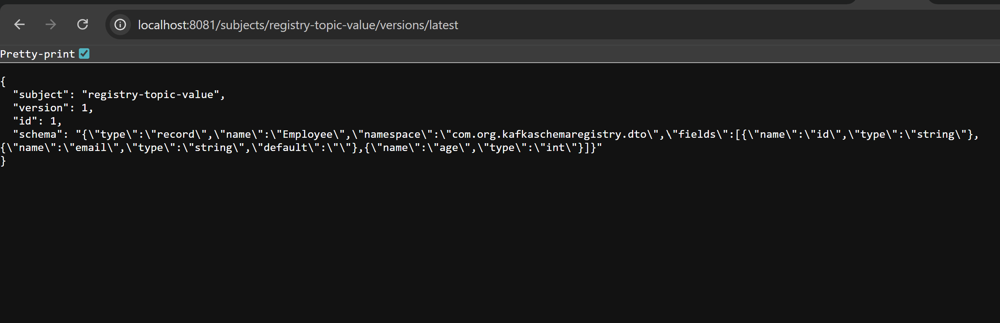 localhost:8081/subjects/registry-topic-value/versions/latest
Pretty-print
{
  "subject": "registry-topic-value",
  "version": 1,
  "id": 1,
  "schema": "{\"type\":\"record\",\"name\":\"Employee\",\"namespace\":\"com.org.kafkaschemaregistry.dto\",\"fields\":[{\"name\":\"id\",\"type\":\"string\"},
{\"name\":\"email\",\"type\":\"string\",\"default\":\"\"},{\"name\":\"age\",\"type\":\"int\"}]}"
}